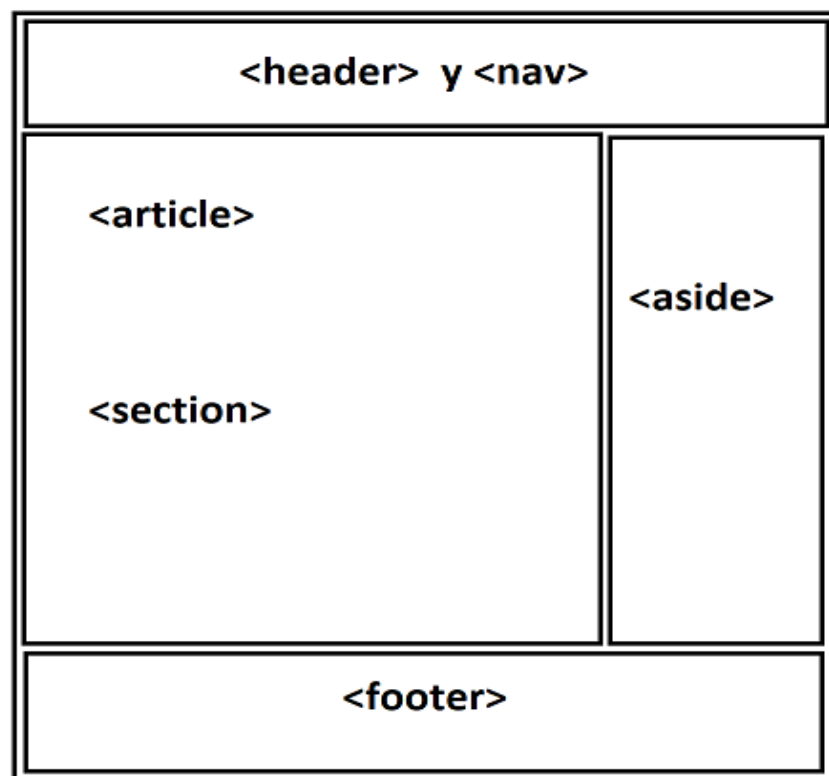 <header> y <nav>
<article>
<aside>
<section>
<footer>